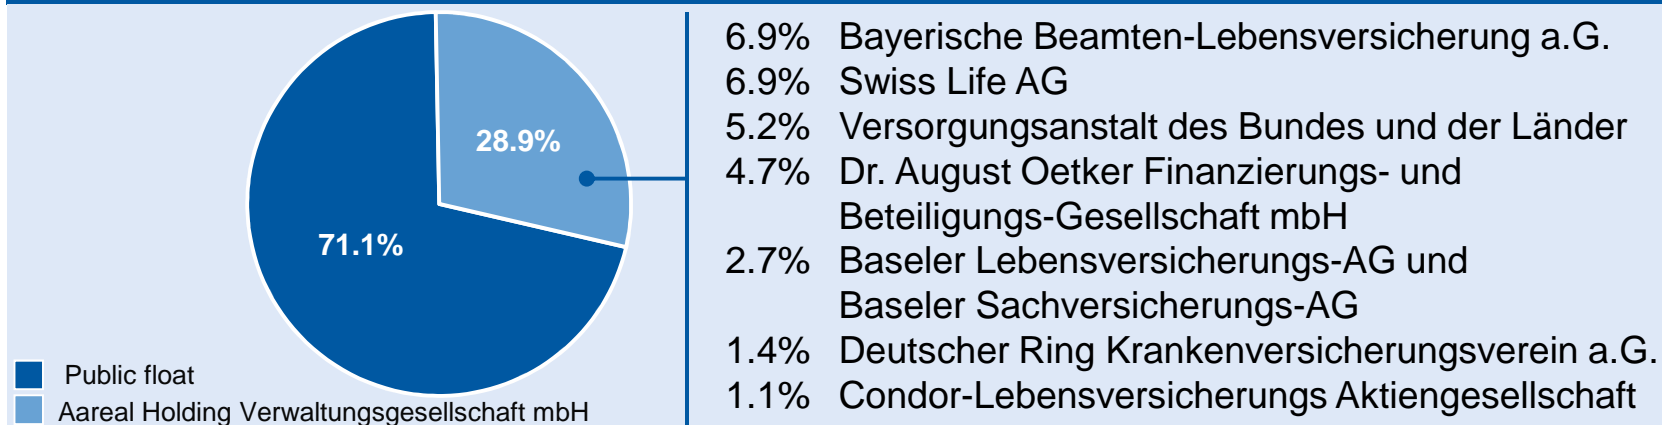 28.9%
71.1%
Public float
Aareal Holding Verwaltungsgesellschaft mbH
6.9% Bayerische Beamten-Lebensversicherung a.G.
6.9% Swiss Life AG
5.2% Versorgungsanstalt des Bundes und der Länder
4.7% Dr. August Oetker Finanzierungs- und
Beteiligungs-Gesellschaft mbH
2.7% Baseler Lebensversicherungs-AG und
Baseler Sachversicherungs-AG
1.4% Deutscher Ring Krankenversicherungsverein a.G.
1.1% Condor-Lebensversicherungs Aktiengesellschaft